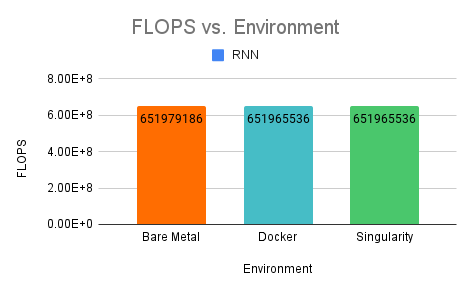 FLOPS vs. Environment
RNN
8.00E+8
6.00E+8
4.00E+8
2.00E+8
0.00E+0
FLOPS
651979186 651965536 651965536
Bare Metal Docker Singularity
Environment